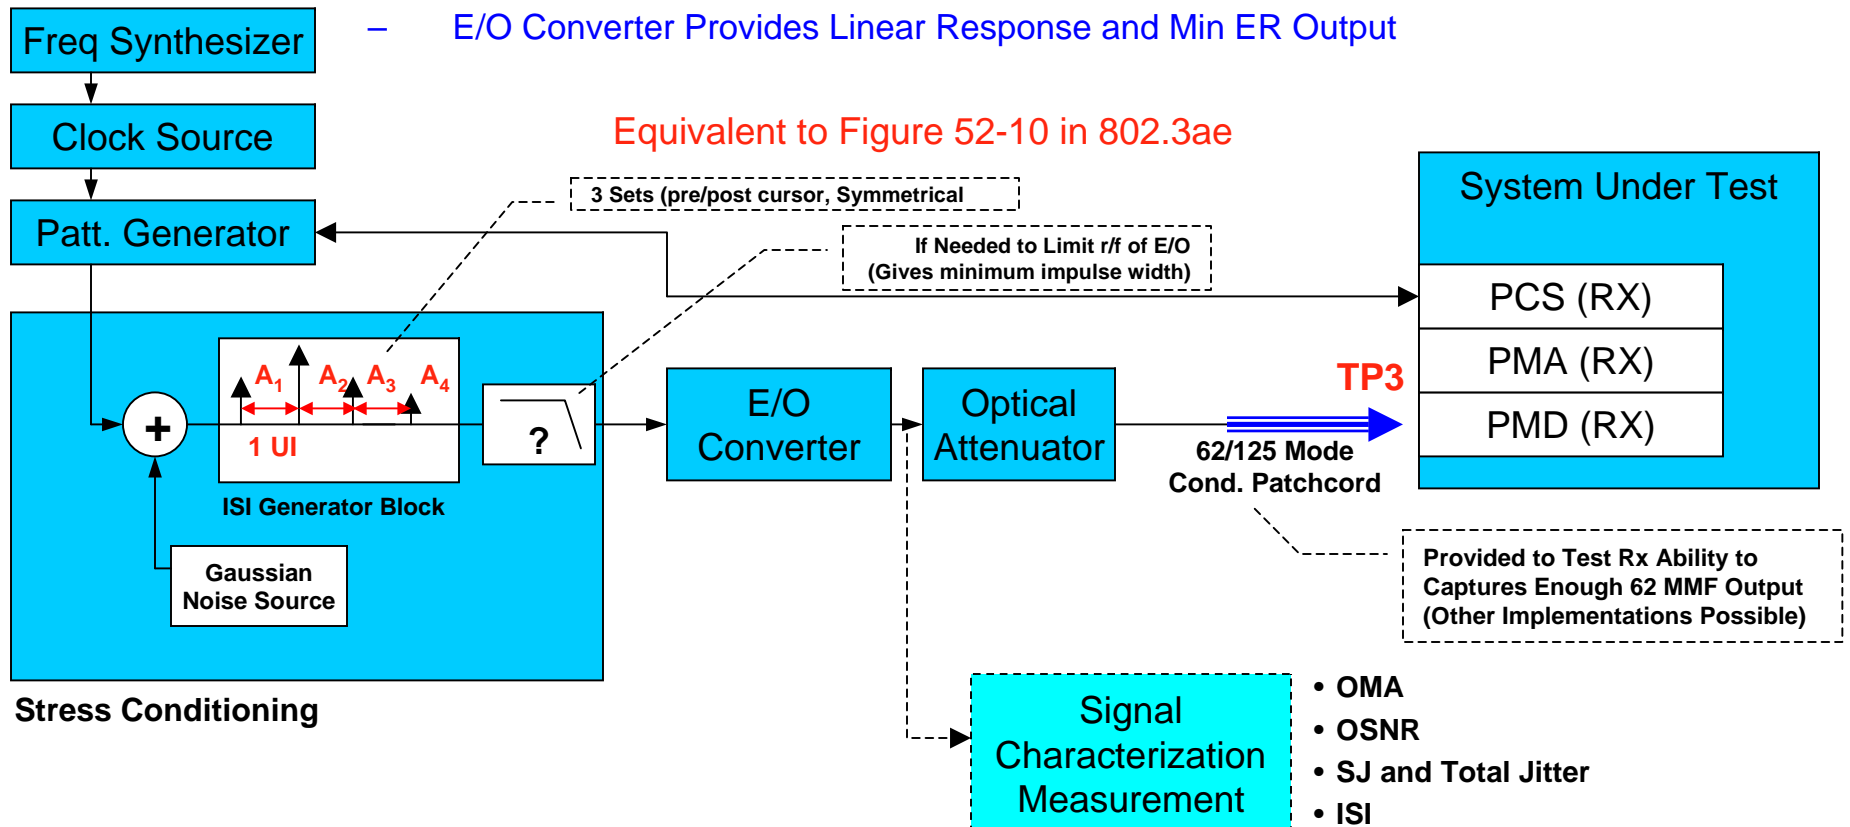 Freq Synthesizer
– E/O Converter Provides Linear Response and Min ER Output
Clock Source
Equivalent to Figure 52-10 in 802.3ae
3 Sets (pre/post cursor, Symmetrical
Patt. Generator
If Needed to Limit r/f of E/O
(Gives minimum impulse width)
System Under Test
PCS (RX)
PMA (RX)
PMD (RX)
A1 A2 A3 A4
1 UI
+
?
ISI Generator Block
Gaussian
Noise Source
Stress Conditioning
E/O
Converter
Optical
Attenuator
TP3
62/125 Mode
Cond. Patchcord
Provided to Test Rx Ability to
Captures Enough 62 MMF Output
(Other Implementations Possible)
Signal
Characterization
Measurement
• OMA
• OSNR
• SJ and Total Jitter
• ISI